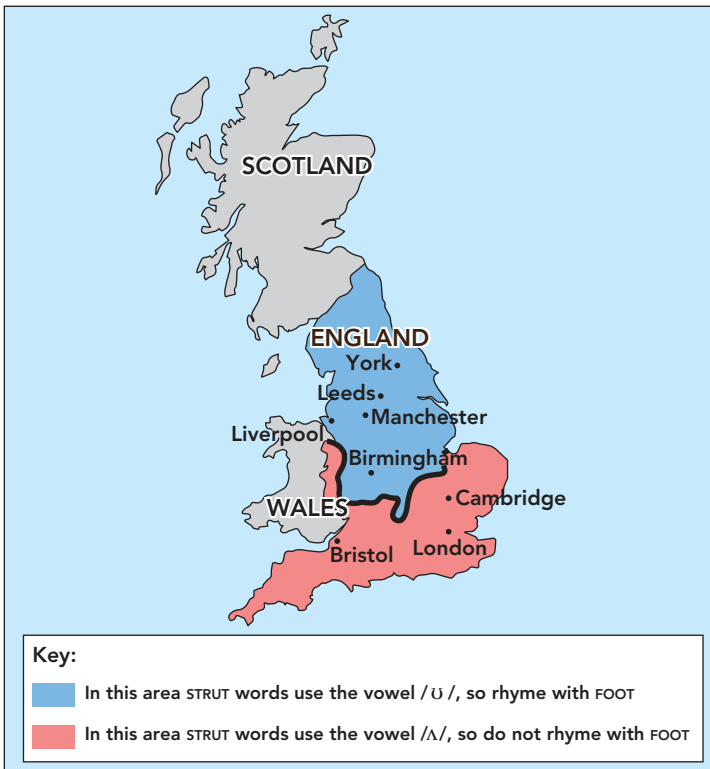 SCOTLAND
ENGLAND
York
Leeds
Manchester
Liverpool
Birmingham
WALES
Cambridge
Bristol
London
Key:
In this area STRUT words use the vowel /ʊ/, so rhyme with FOOT
In this area STRUT words use the vowel /ʌ/, so do not rhyme with FOOT